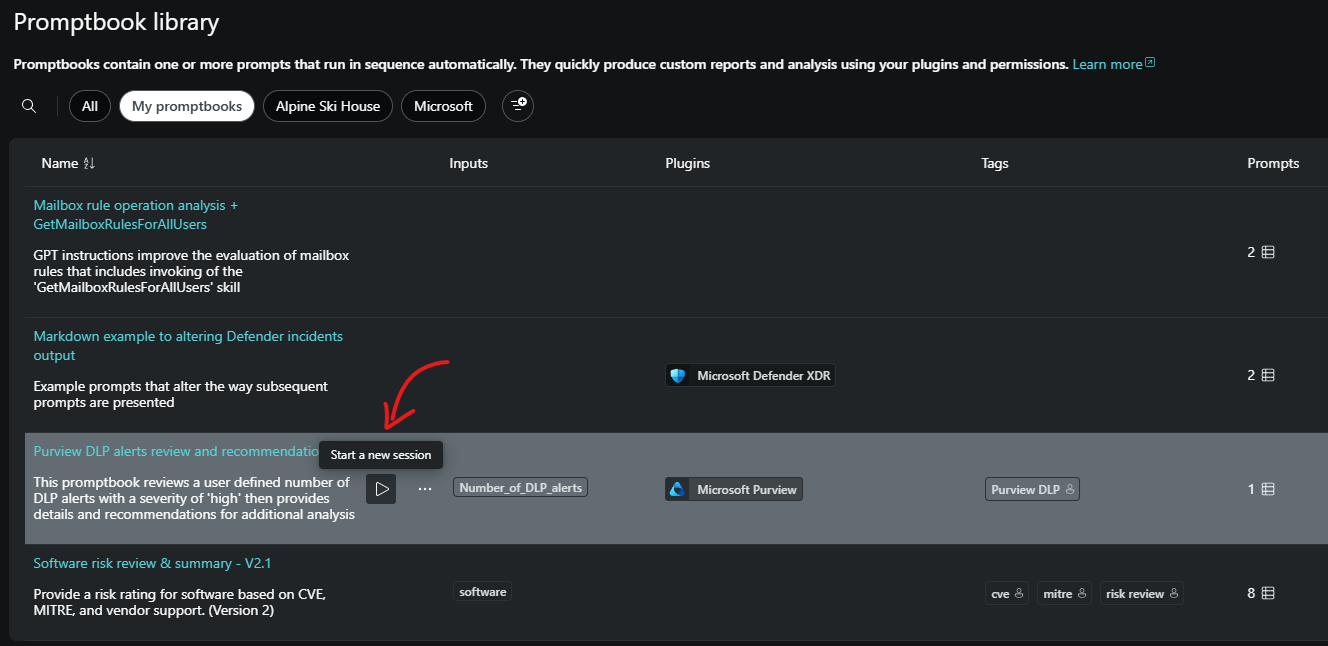 Promptbook library
Promptbooks contain one or more prompts that run in sequence automatically. They quickly produce custom reports and analysis using your plugins and permissions. Learn more
All
My promptbooks
Alpine Ski House
Microsoft
Name
Inputs
Plugins
Tags
Prompts
Mailbox rule operation analysis +
GetMailboxRulesForAllUsers
GPT instructions improve the evaluation of mailbox
rules that includes invoking of the
'GetMailboxRulesForAllUsers' skill
2
Markdown example to altering Defender incidents
output
Example prompts that alter the way subsequent
prompts are presented
Microsoft Defender XDR
2
Purview DLP alerts review and recommendatio
Start a new session
This promptbook reviews a user defined number of
DLP alerts with a severity of 'high' then provides
details and recommendations for additional analysis
Number_of_DLP_alerts
Microsoft Purview
Purview DLP
1
Software risk review & summary - V2.1
Provide a risk rating for software based on CVE,
MITRE, and vendor support. (Version 2)
software
cve
mitre
risk review
8